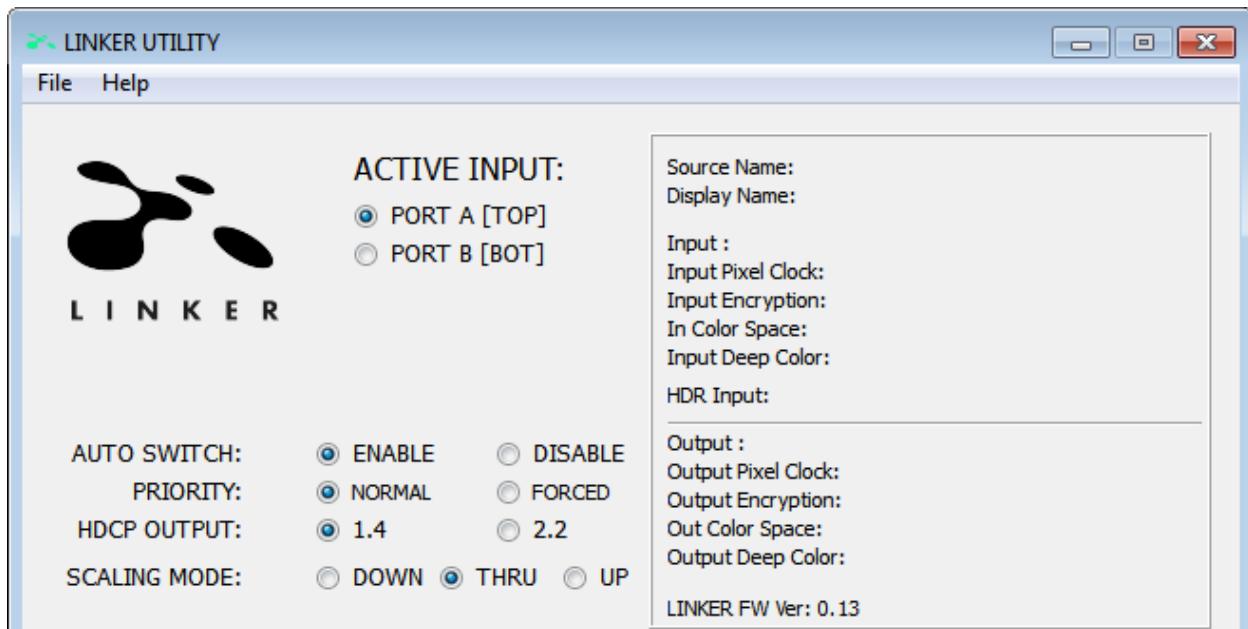 LINKER UTILITY
File Help
LINKER
ACTIVE INPUT:
PORT A [TOP]
PORT B [BOT]
AUTO SWITCH: ENABLE DISABLE
PRIORITY: NORMAL FORCED
HDCP OUTPUT: 1.4 2.2
SCALING MODE: DOWN THRU UP
Source Name:
Display Name:
Input :
Input Pixel Clock:
Input Encryption:
In Color Space:
Input Deep Color:
HDR Input:
Output :
Output Pixel Clock:
Output Encryption:
Out Color Space:
Output Deep Color:
LINKER FW Ver: 0.13